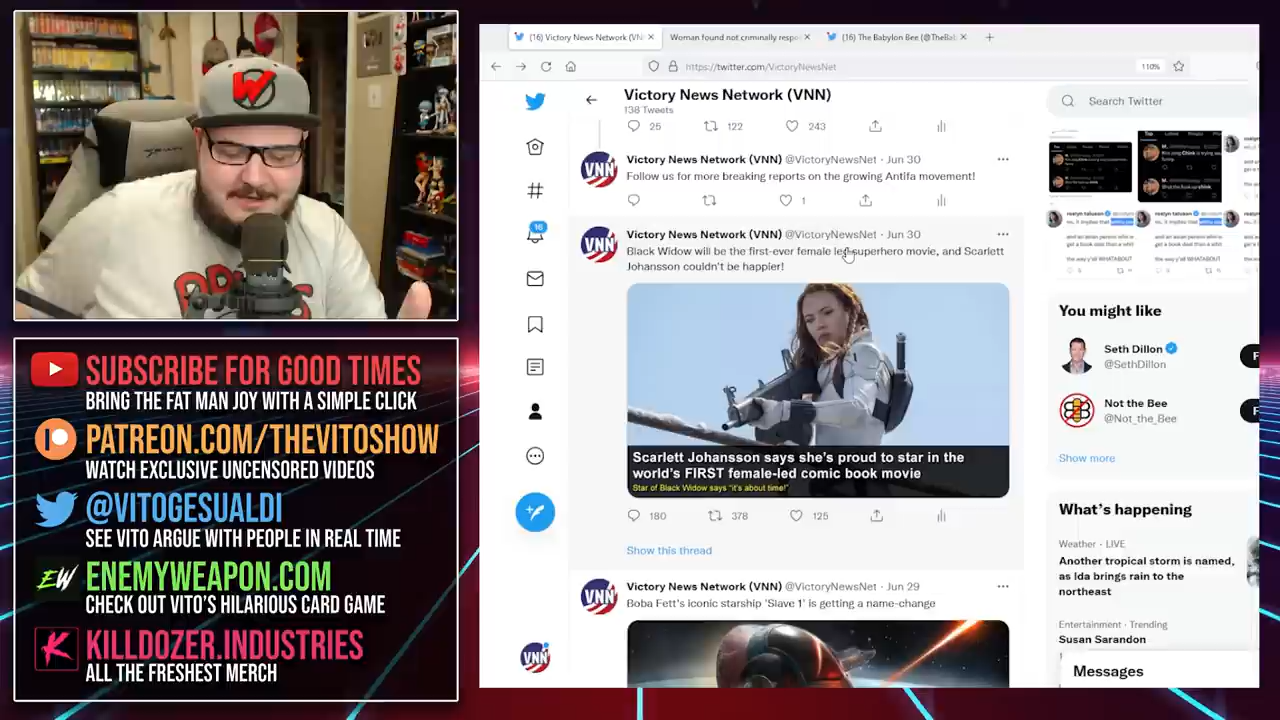 SUBSCRIBE FOR GOOD TIMES
BRING THE FAT MAN JOY WITH A SIMPLE CLICK
PATREON.COM/THEVITOSHOW
WATCH EXCLUSIVE UNCENSORED VIDEOS
@VITOGESUALDI
SEE VITO ARGUE WITH PEOPLE IN REAL TIME
EW
ENEMYWEAPON.COM
CHECK OUT VITO'S HILARIOUS CARD GAME
K
KILLDOZER.INDUSTRIES
ALL THE FRESHEST MERCH
(16) Victory News Network (VN
Woman found not criminally respo
(16) The Babylon Bee (@TheBab
https://twitter.com/VictoryNewsNet
110%
Victory News Network (VNN)
138 Tweets
Search Twitter
25 122 243
VNN
Victory News Network (VNN) @VictoryNewsNet · Jun 30
Follow us for more breaking reports on the growing Antifa movement!
1
16
VNN
Victory News Network (VNN) @VictoryNewsNet · Jun 30
Black Widow will be the first-ever female led superhero movie, and Scarlett
Johansson couldn't be happier!
Scarlett Johansson says she's proud to star in the
world's FIRST female-led comic book movie
Star of Black Widow says "it's about time!"
180 378 125
Show this thread
VNN
Victory News Network (VNN) @VictoryNewsNet · Jun 29
Boba Fett's iconic starship 'Slave 1' is getting a name-change
VNN
You might like
Seth Dillon
@SethDillon
F
Not the Bee
@Not_the_Bee
F
Show more
What's happening
Weather · LIVE
Another tropical storm is named,
as Ida brings rain to the
northeast
Entertainment · Trending
Susan Sarandon
Messages